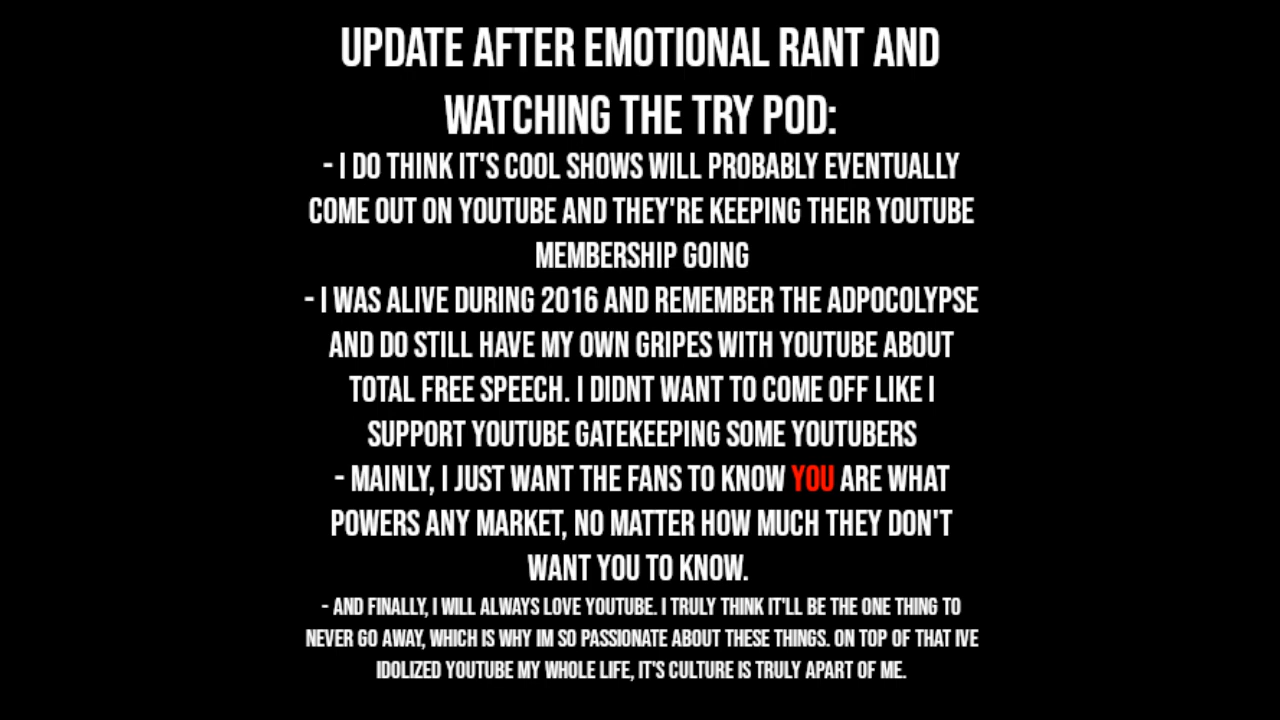 UPDATE AFTER EMOTIONAL RANT AND
WATCHING THE TRY POD:
- I DO THINK IT'S COOL SHOWS WILL PROBABLY EVENTUALLY
COME OUT ON YOUTUBE AND THEY'RE KEEPING THEIR YOUTUBE
MEMBERSHIP GOING
- I WAS ALIVE DURING 2016 AND REMEMBER THE ADPOCOLYPSE
AND DO STILL HAVE MY OWN GRIPES WITH YOUTUBE ABOUT
TOTAL FREE SPEECH. I DIDNT WANT TO COME OFF LIKE I
SUPPORT YOUTUBE GATEKEEPING SOME YOUTUBERS
- MAINLY, I JUST WANT THE FANS TO KNOW YOU ARE WHAT
POWERS ANY MARKET, NO MATTER HOW MUCH THEY DON'T
WANT YOU TO KNOW.
- AND FINALLY, I WILL ALWAYS LOVE YOUTUBE. I TRULY THINK IT'LL BE THE ONE THING TO
NEVER GO AWAY, WHICH IS WHY IM SO PASSIONATE ABOUT THESE THINGS. ON TOP OF THAT IVE
IDOLIZED YOUTUBE MY WHOLE LIFE, IT'S CULTURE IS TRULY APART OF ME.